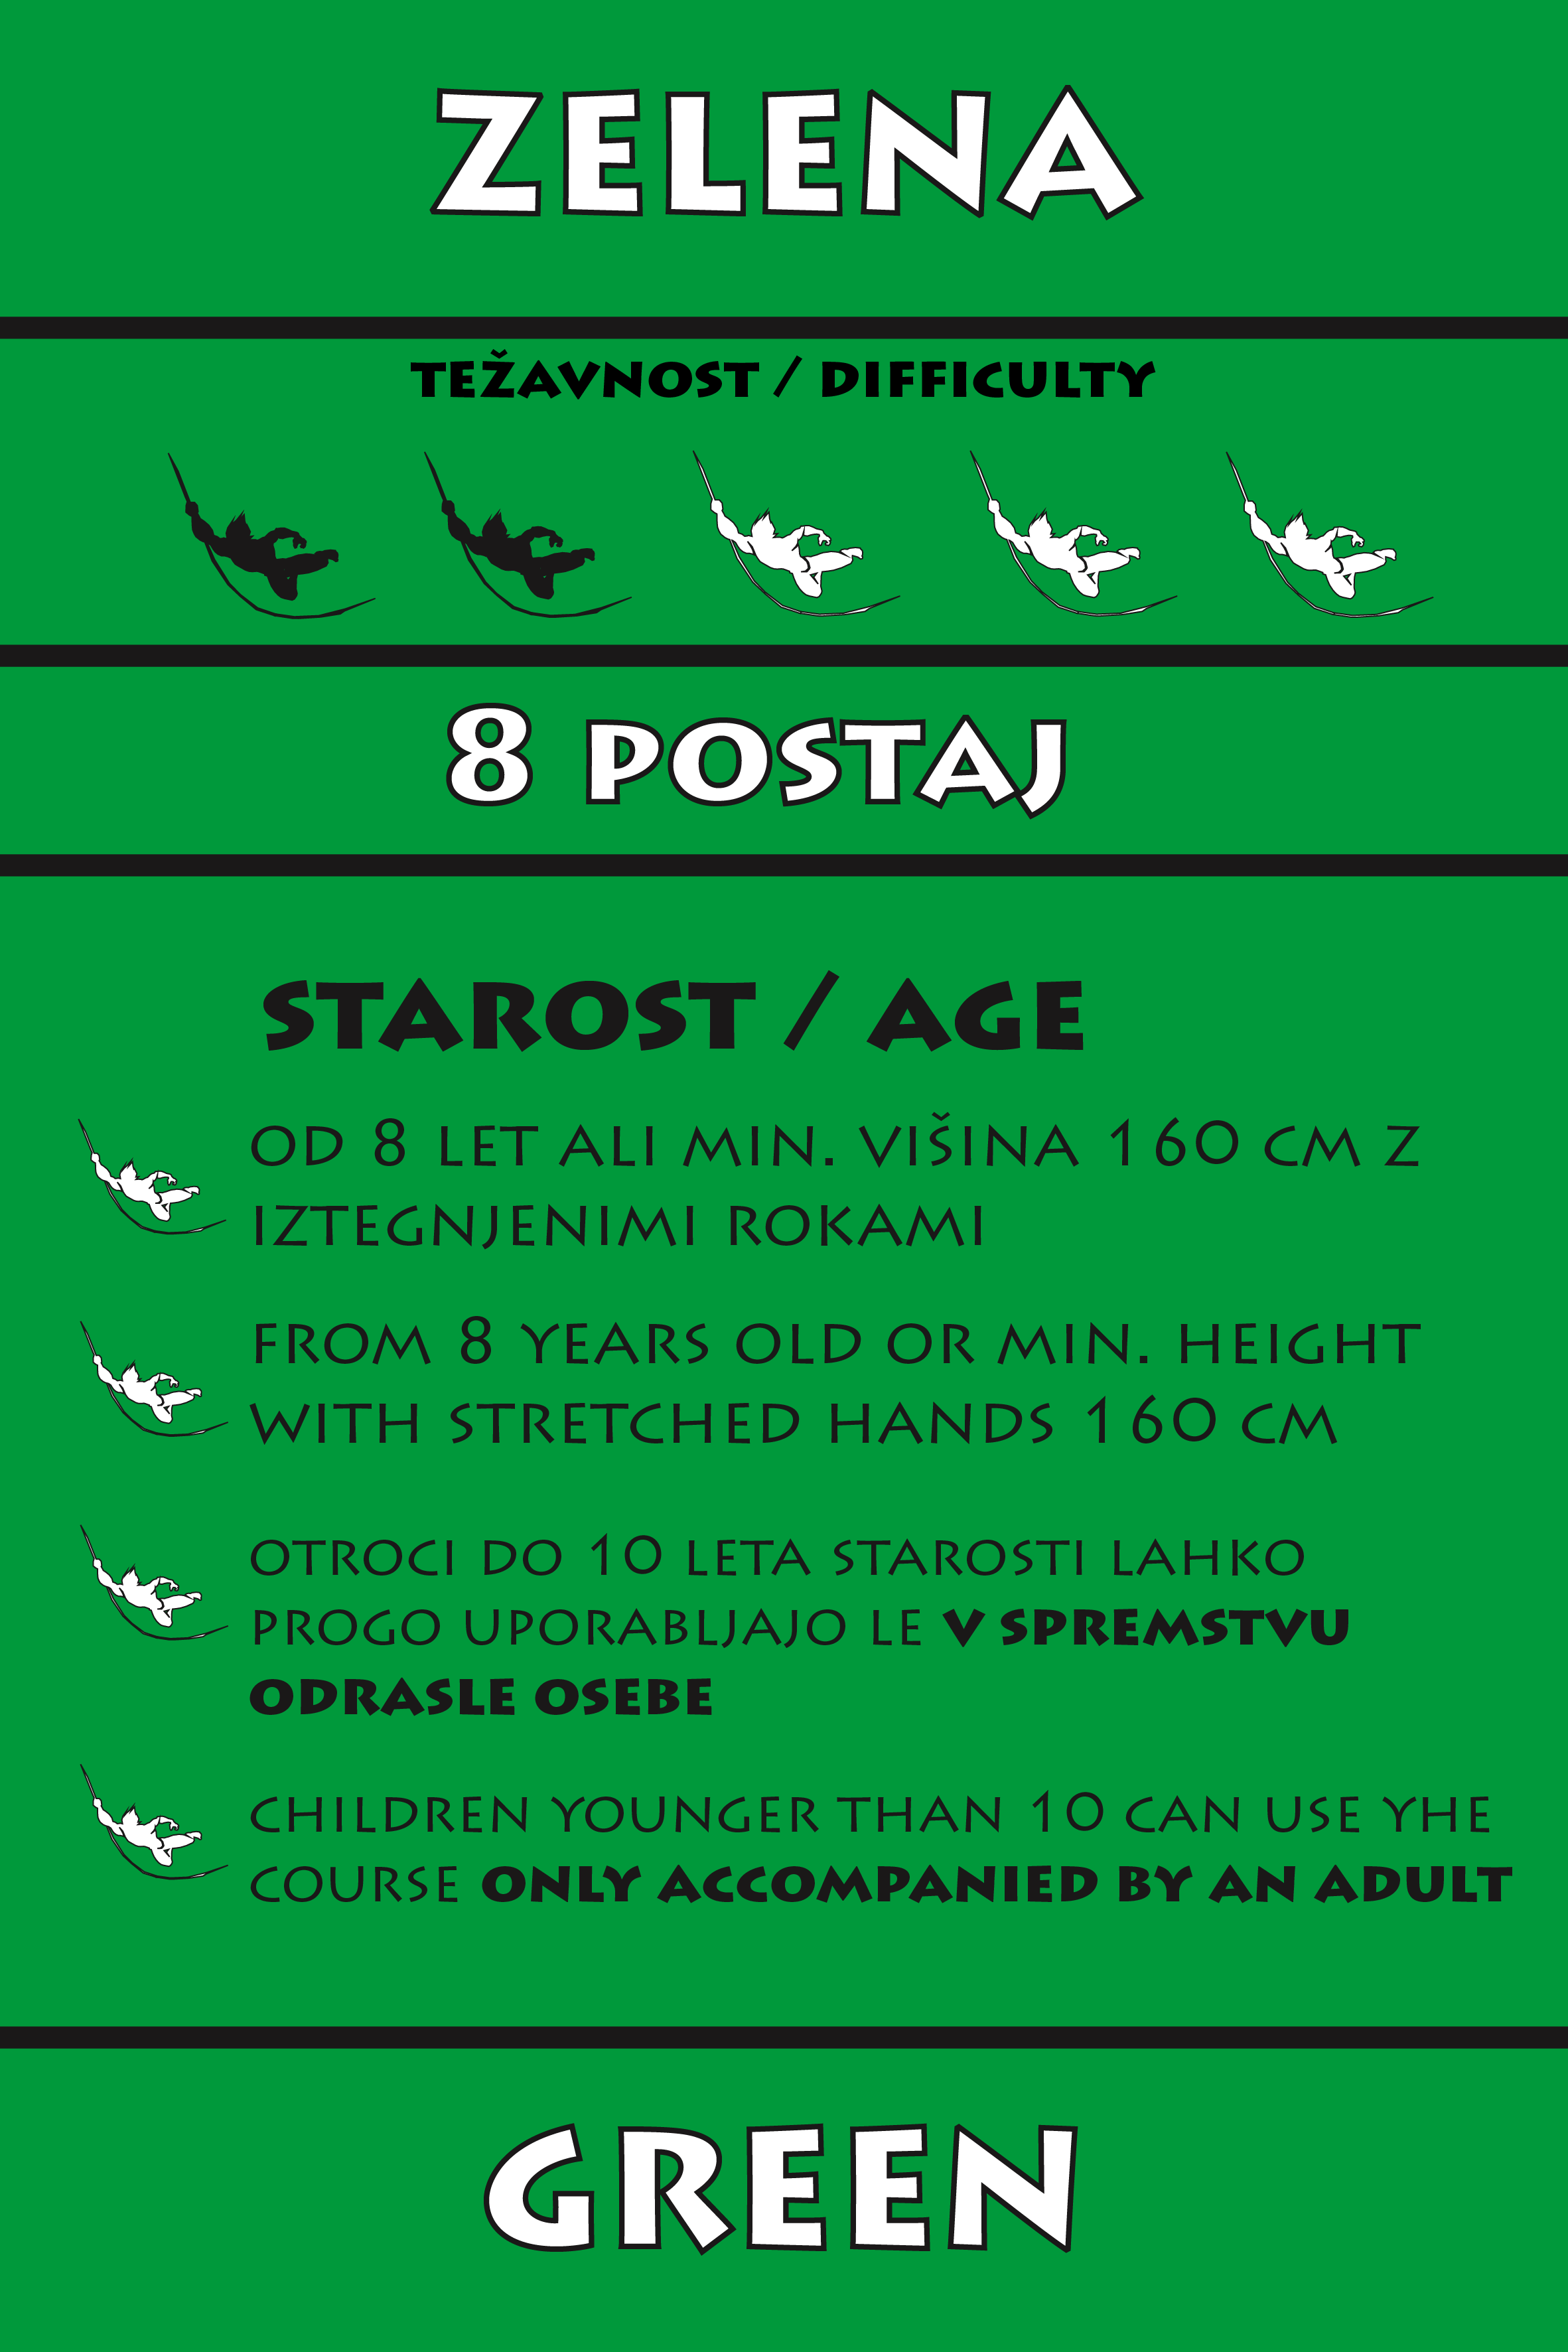 ZELENA
TEŽAVNOST / DIFFICULTY
8 POSTAJ
STAROST / AGE
OD 8 LET ALI MIN. VIŠINA 160 CM Z
IZTEGNJENIMI ROKAMI
FROM 8 YEARS OLD OR MIN. HEIGHT
WITH STRETCHED HANDS 160 CM
OTROCI DO 10 LETA STAROSTI LAHKO
PROGO UPORABLJAJO LE V SPREMSTVU
ODRASLE OSEBE
CHILDREN YOUNGER THAN 10 CAN USE YHE
COURSE ONLY ACCOMPANIED BY AN ADULT
GREEN